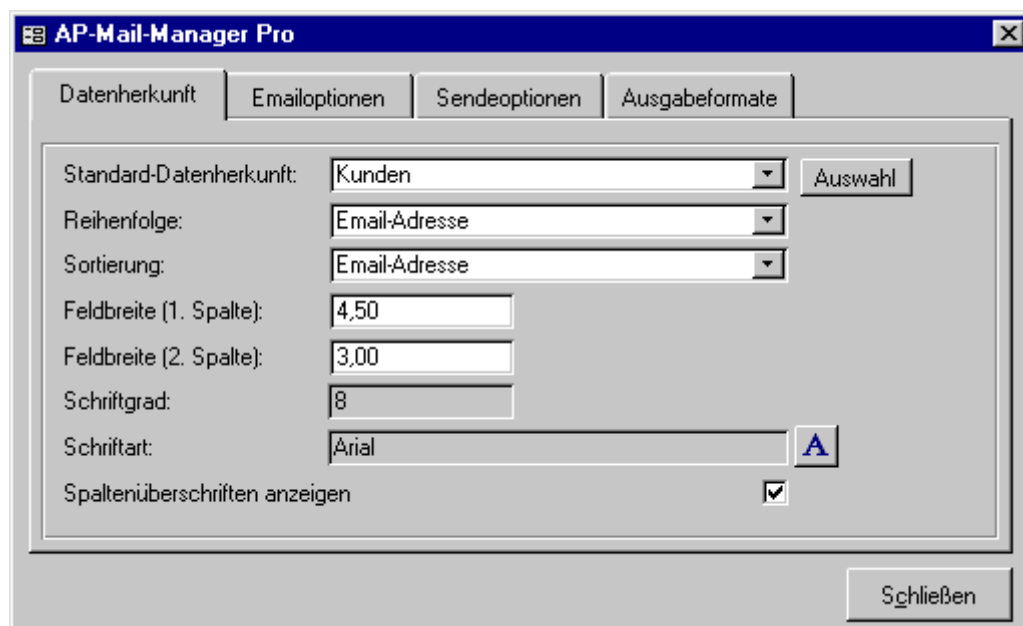 AP-Mail-Manager Pro
Datenherkunft Emailoptionen Sendeoptionen Ausgabeformate
Standard-Datenherkunft: Kunden Auswahl
Reihenfolge: Email-Adresse
Sortierung: Email-Adresse
Feldbreite (1. Spalte): 4,50
Feldbreite (2. Spalte): 3,00
Schriftgrad: 8
Schriftart: Arial A
Spaltenüberschriften anzeigen
Schließen